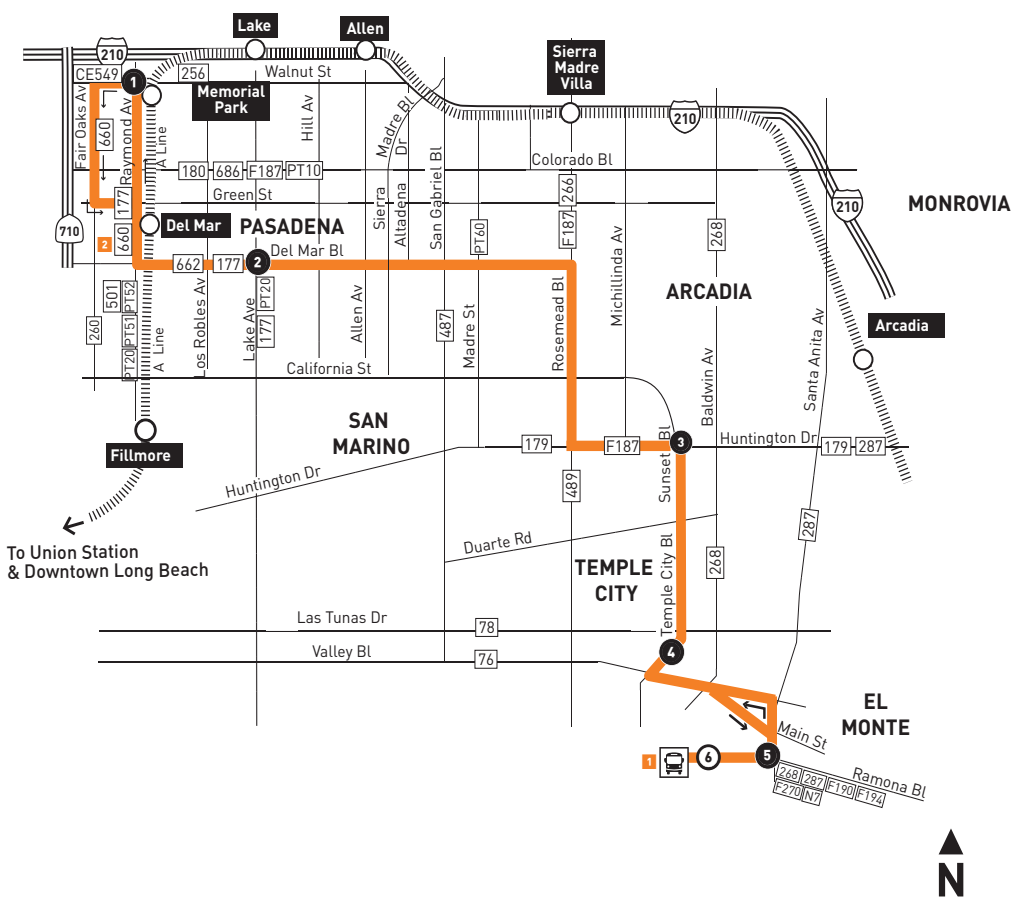 Lake
Allen
210
Sierra
Madre
Villa
CE549
1
256
Walnut St
Memorial
Park
210
Fair Oaks Av
660
Raymond Av
A Line
Hill Av
Madre Bl
Sierra
Altadena
Dr
San Gabriel Bl
Colorado Bl
180
686
F187
PT10
Green St
266
F187
177
660
2
710
Del Mar
PASADENA
MONROVIA
210
PT60
268
Michillinda Av
662
177
2
Del Mar Bl
ARCADIA
501
PT52
PT51
PT20
A Line
260
Los Robles Av
Lake Ave
PT20
177
Allen Av
487
Madre St
Rosemead Bl
Baldwin Av
Santa Anita Av
Arcadia
California St
SAN
MARINO
Fillmore
Huntington Dr
179
F187
3
Huntington Dr
179
287
Sunset Bl
489
287
To Union Station
& Downtown Long Beach
Duarte Rd
TEMPLE
CITY
Temple City Bl
268
Las Tunas Dr
78
Valley Bl
76
4
EL
MONTE
Main St
1
6
5
Ramona Bl
268
287
F190
F194
F270
N7
N